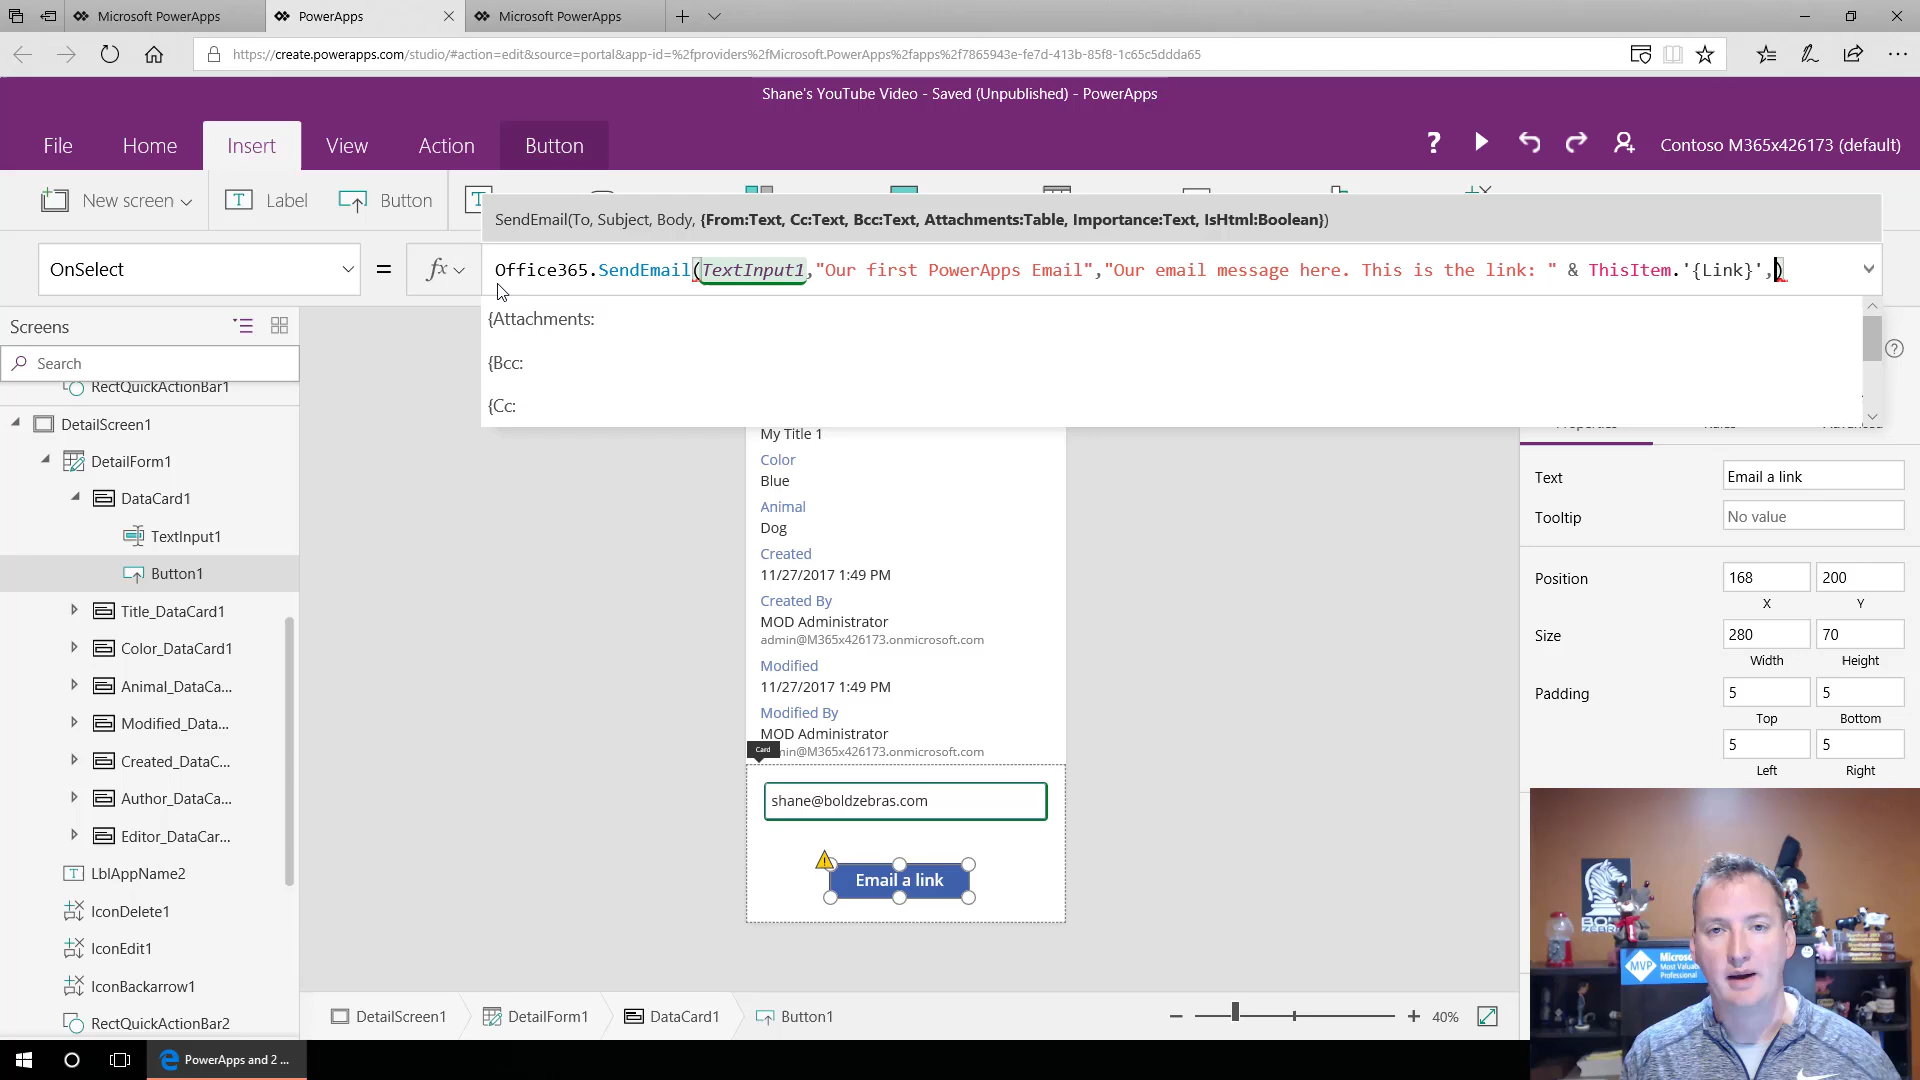 Microsoft PowerApps
PowerApps
Microsoft PowerApps
https://create.powerapps.com/studio/#action=edit&source=portal&app-id=%2fproviders%2fMicrosoft.PowerApps%2fapps%2f7865943e-fe7d-413b-85f8-1c65c5ddda65
Shane's YouTube Video - Saved (Unpublished) - PowerApps
File
Home
Insert
View
Action
Button
?
Contoso M365x426173 (default)
New screen
Label
Button
SendEmail(To, Subject, Body, {From:Text, Cc:Text, Bcc:Text, Attachments:Table, Importance:Text, IsHtml:Boolean})
OnSelect
=
fx
Office365.SendEmail(TextInput1,"Our first PowerApps Email","Our email message here. This is the link: " & ThisItem.'{Link}',)
{Attachments:
{Bcc:
{Cc:
Screens
Search
RectQuickActionBar1
DetailScreen1
DetailForm1
DataCard1
TextInput1
Button1
Title_DataCard1
Color_DataCard1
Animal_DataCa...
Modified_Data...
Created_DataC...
Author_DataCa...
Editor_DataCar...
LblAppName2
IconDelete1
IconEdit1
IconBackarrow1
RectQuickActionBar2
My Title 1
Color
Blue
Animal
Dog
Created
11/27/2017 1:49 PM
Created By
MOD Administrator
admin@M365x426173.onmicrosoft.com
Modified
11/27/2017 1:49 PM
Modified By
MOD Administrator
min@M365x426173.onmicrosoft.com
Card
shane@boldzebras.com
Email a link
Text
Email a link
Tooltip
No value
Position
168
200
X
Y
Size
280
70
Width
Height
Padding
5
5
Top
Bottom
5
5
Left
Right
MVP
DetailScreen1
DetailForm1
DataCard1
Button1
40%
PowerApps and 2 ...